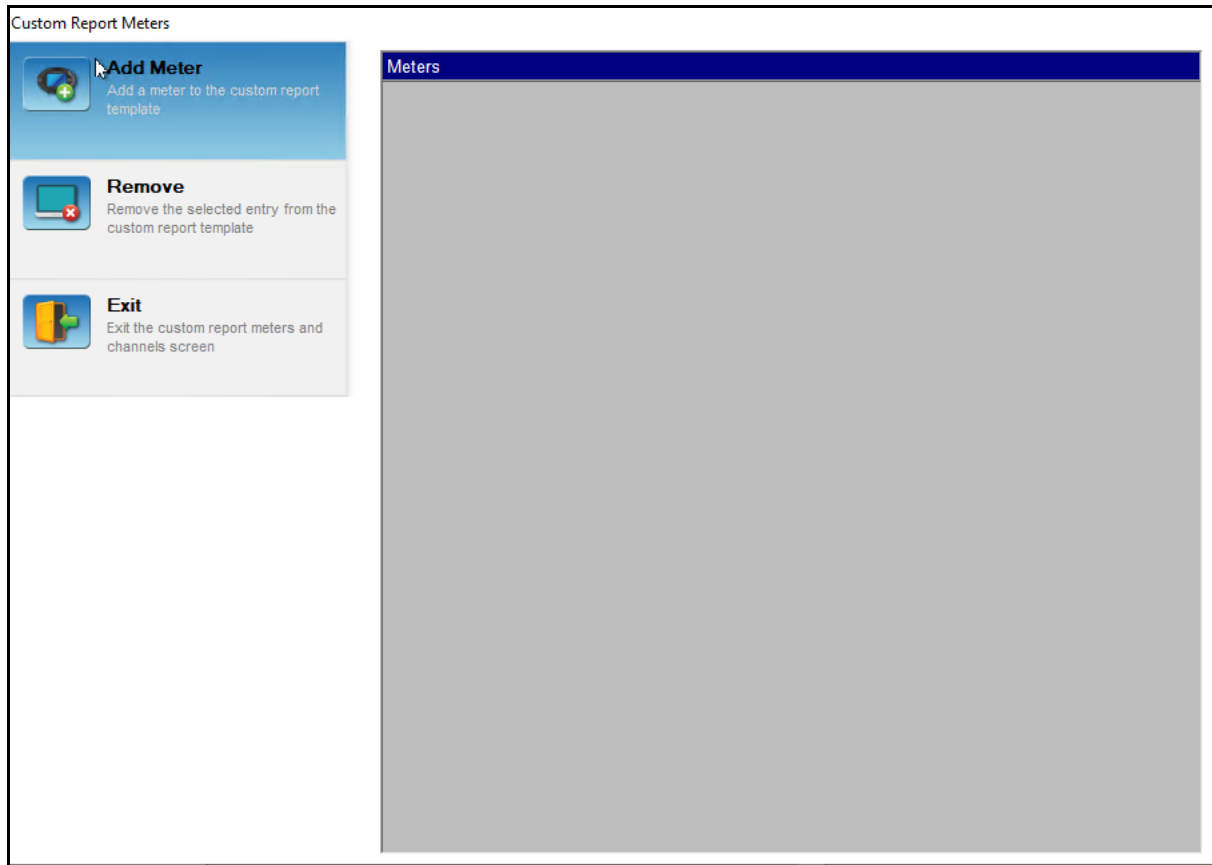 Custom Report Meters
Add Meter
Add a meter to the custom report
template
Remove
Remove the selected entry from the
custom report template
Exit
Exit the custom report meters and
channels screen
Meters